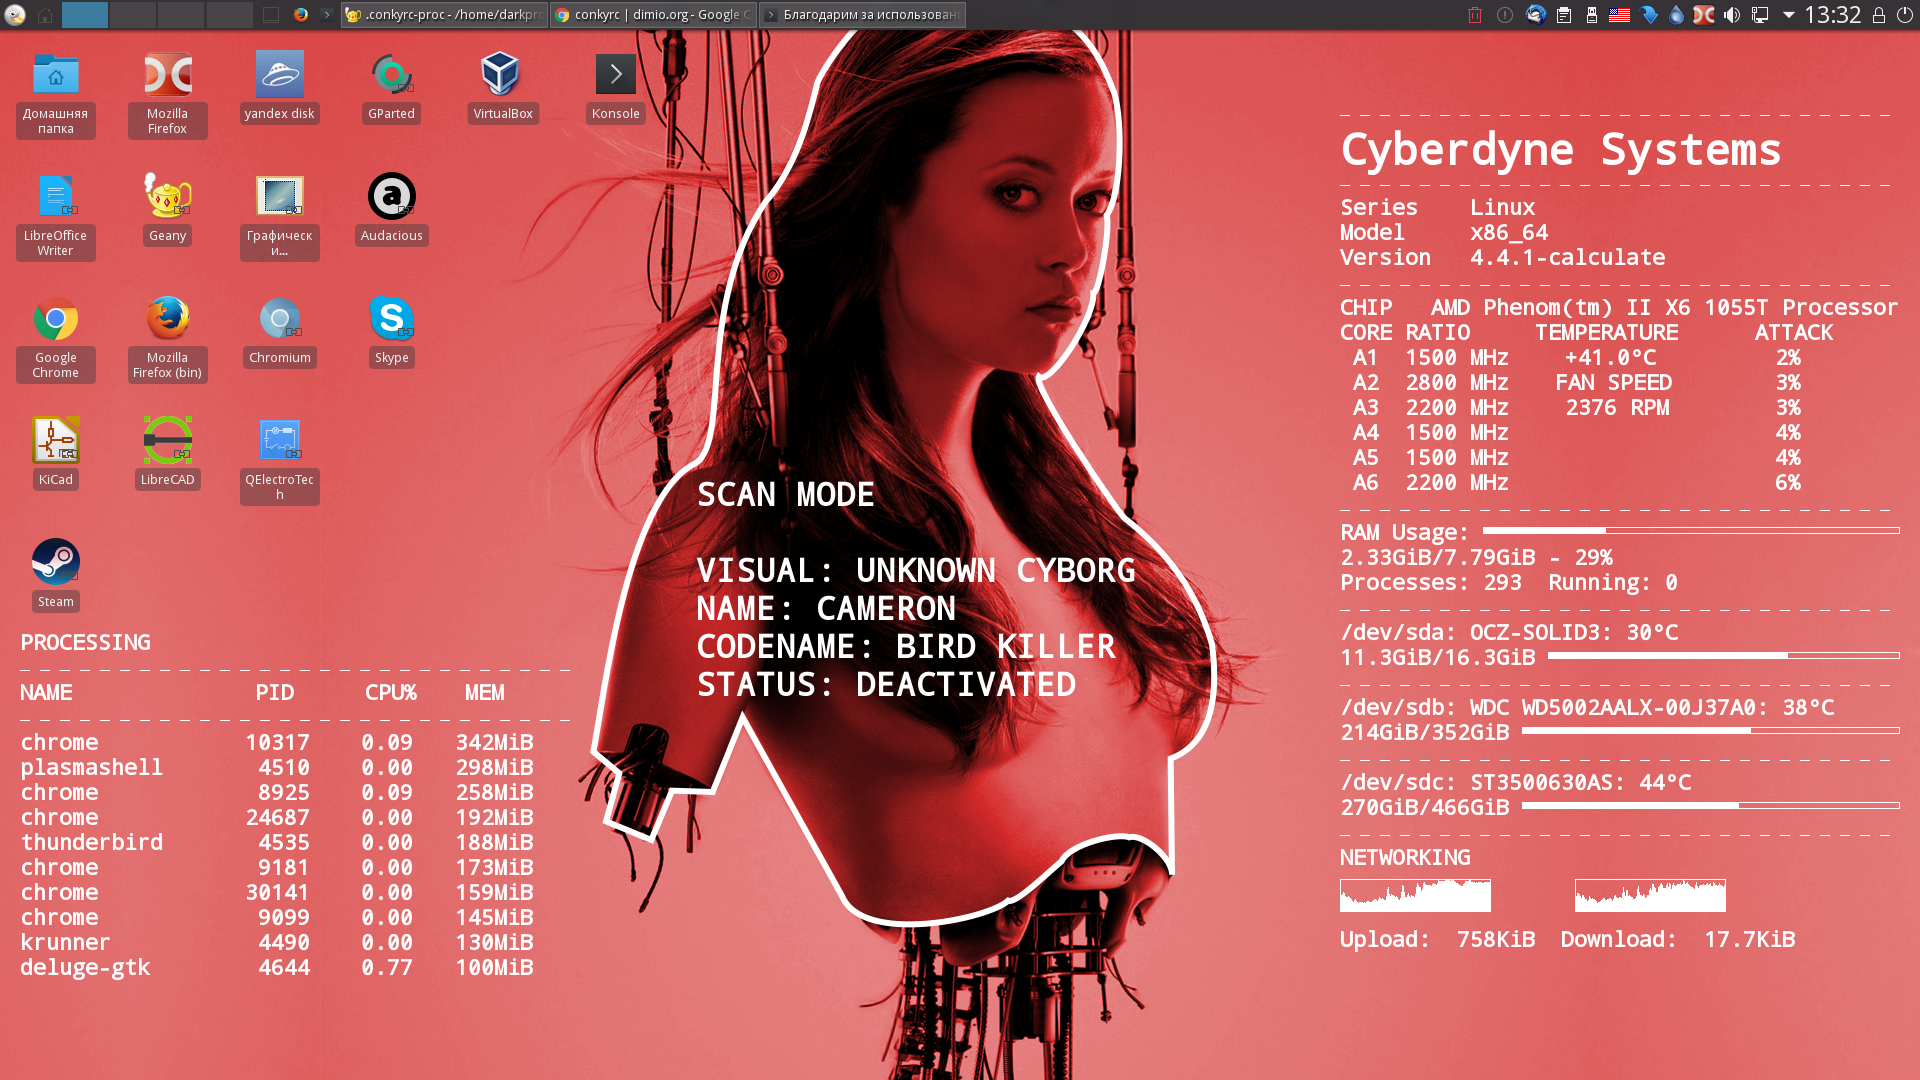 .conkyrc-proc - /home/darkpro
conkyrc | dimio.org - Google C
Благодарим за использован
13:32
Домашняя
папка
Mozilla
Firefox
yandex disk
GParted
VirtualBox
Konsole
LibreOffice
Writer
Geany
Графическ
и...
Audacious
Google
Chrome
Mozilla
Firefox (bin)
Chromium
Skype
KiCad
LibreCAD
QElectroTec
h
Steam
PROCESSING
NAME PID CPU% MEM
chrome 10317 0.09 342MiB
plasmashell 4510 0.00 298MiB
chrome 8925 0.09 258MiB
chrome 24687 0.00 192MiB
thunderbird 4535 0.00 188MiB
chrome 9181 0.00 173MiB
chrome 30141 0.00 159MiB
chrome 9099 0.00 145MiB
krunner 4490 0.00 130MiB
deluge-gtk 4644 0.77 100MiB
SCAN MODE
VISUAL: UNKNOWN CYBORG
NAME: CAMERON
CODENAME: BIRD KILLER
STATUS: DEACTIVATED
Cyberdyne Systems
Series Linux
Model x86_64
Version 4.4.1-calculate
CHIP AMD Phenom(tm) II X6 1055T Processor
CORE RATIO TEMPERATURE ATTACK
A1 1500 MHz +41.0°C 2%
A2 2800 MHz FAN SPEED 3%
A3 2200 MHz 2376 RPM 3%
A4 1500 MHz 4%
A5 1500 MHz 4%
A6 2200 MHz 6%
RAM Usage:
2.33GiB/7.79GiB - 29%
Processes: 293 Running: 0
/dev/sda: OCZ-SOLID3: 30°C
11.3GiB/16.3GiB
/dev/sdb: WDC WD5002AALX-00J37A0: 38°C
214GiB/352GiB
/dev/sdc: ST3500630AS: 44°C
270GiB/466GiB
NETWORKING
Upload: 758KiB Download: 17.7KiB